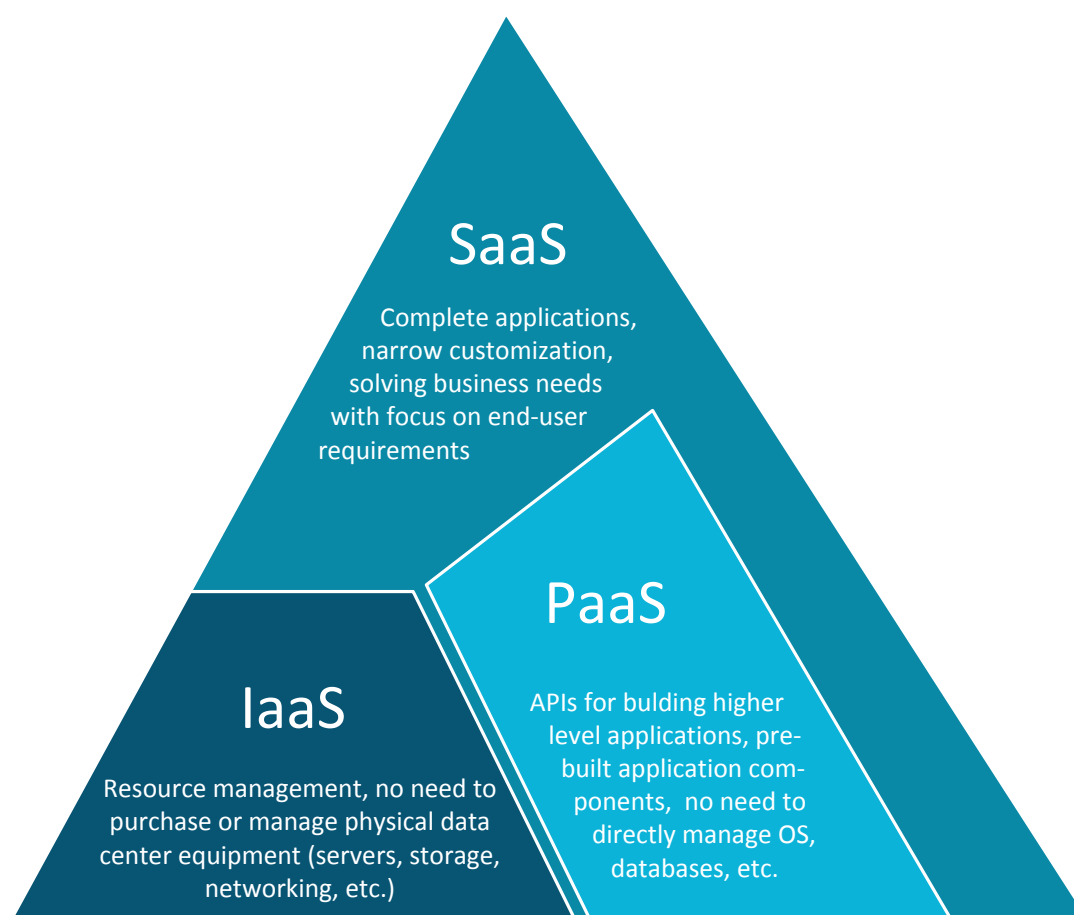 SaaS
Complete applications,
narrow customization,
solving business needs
with focus on end-user
requirements
PaaS
APIs for bulding higher
level applications, pre-
built application com-
ponents,  no need to
directly manage OS,
databases, etc.
IaaS
Resource management, no need to
purchase or manage physical data
center equipment (servers, storage,
networking, etc.)